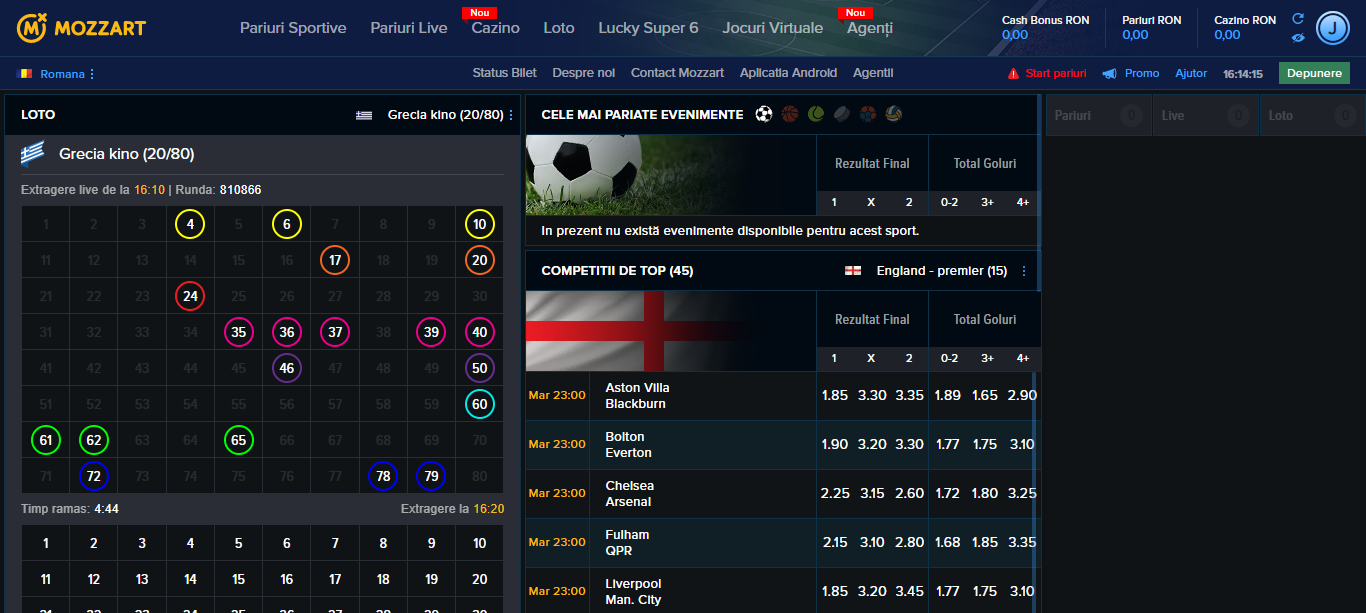 MOZZART
Pariuri Sportive
Pariuri Live
Nou
Cazino
Loto
Lucky Super 6
Jocuri Virtuale
Nou
Agenți
Cash Bonus RON
0,00
Pariuri RON
0,00
Cazino RON
0,00
J
Romana
Status Bilet
Despre noi
Contact Mozzart
Aplicatia Android
Agentii
Start pariuri
Promo
Ajutor
16:14:15
Depunere
LOTO
Grecia kino (20/80)
Grecia kino (20/80)
Extragere live de la 16:10 | Runda: 810866
1 2 3 4 5 6 7 8 9 10
11 12 13 14 15 16 17 18 19 20
21 22 23 24 25 26 27 28 29 30
31 32 33 34 35 36 37 38 39 40
41 42 43 44 45 46 47 48 49 50
51 52 53 54 55 56 57 58 59 60
61 62 63 64 65 66 67 68 69 70
71 72 73 74 75 76 77 78 79 80
Timp ramas: 4:44
Extragere la 16:20
1 2 3 4 5 6 7 8 9 10
11 12 13 14 15 16 17 18 19 20
CELE MAI PARIATE EVENIMENTE
Rezultat Final
Total Goluri
1 X 2 0-2 3+ 4+
In prezent nu există evenimente disponibile pentru acest sport.
COMPETITII DE TOP (45)
England - premier (15)
Rezultat Final
Total Goluri
1 X 2 0-2 3+ 4+
Mar 23:00
Aston Villa
Blackburn
1.85 3.30 3.35 1.89 1.65 2.90
Mar 23:00
Bolton
Everton
1.90 3.20 3.30 1.77 1.75 3.10
Mar 23:00
Chelsea
Arsenal
2.25 3.15 2.60 1.72 1.80 3.25
Mar 23:00
Fulham
QPR
2.15 3.10 2.80 1.68 1.85 3.35
Mar 23:00
Liverpool
Man. City
1.85 3.20 3.45 1.77 1.75 3.10
Pariuri 0
Live 0
Loto 0